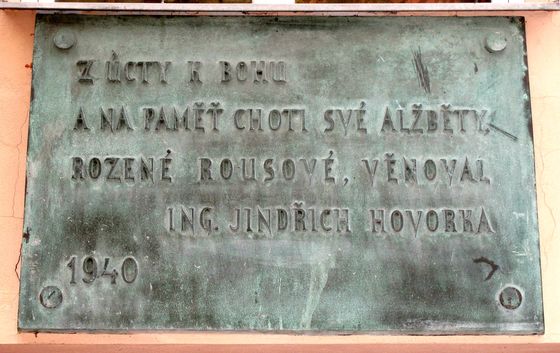 Z ÚCTY K BOHU
A NA PAMĚŤ CHOTI SVÉ ALŽBĚTY,
ROZENÉ ROUSOVÉ, VĚNOVAL
ING. JINDŘICH HOVORKA
1940